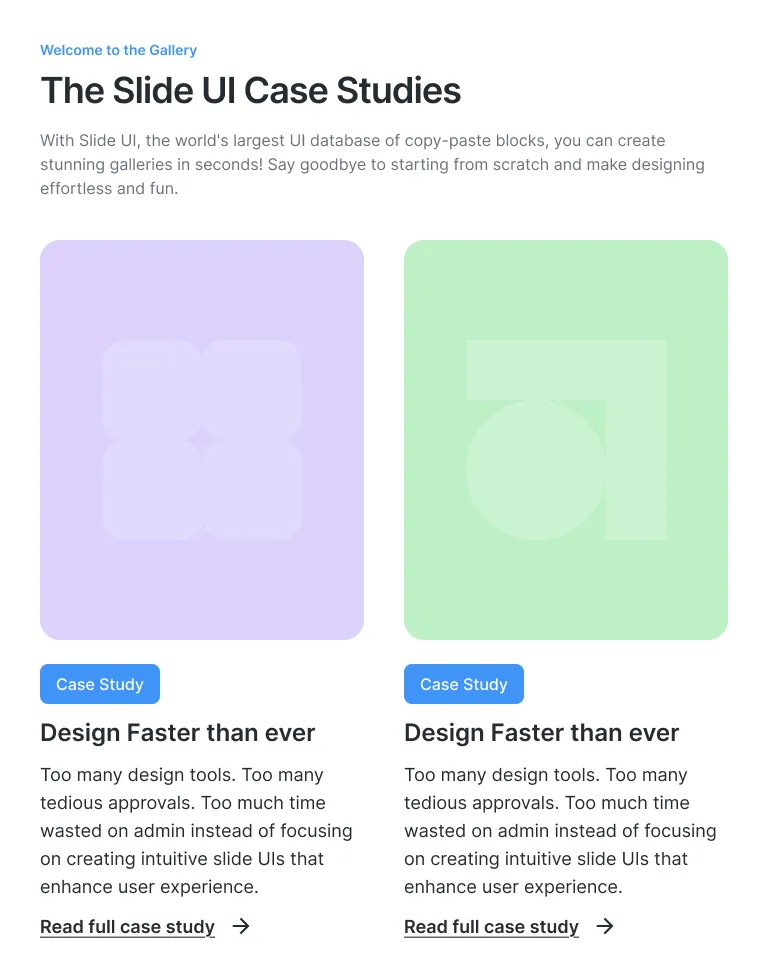 Welcome to the Gallery
The Slide UI Case Studies
With Slide UI, the world's largest UI database of copy-paste blocks, you can create
stunning galleries in seconds! Say goodbye to starting from scratch and make designing
effortless and fun.
Case Study
Design Faster than ever
Too many design tools. Too many
tedious approvals. Too much time
wasted on admin instead of focusing
on creating intuitive slide UIs that
enhance user experience.
Read full case study
Case Study
Design Faster than ever
Too many design tools. Too many
tedious approvals. Too much time
wasted on admin instead of focusing
on creating intuitive slide UIs that
enhance user experience.
Read full case study